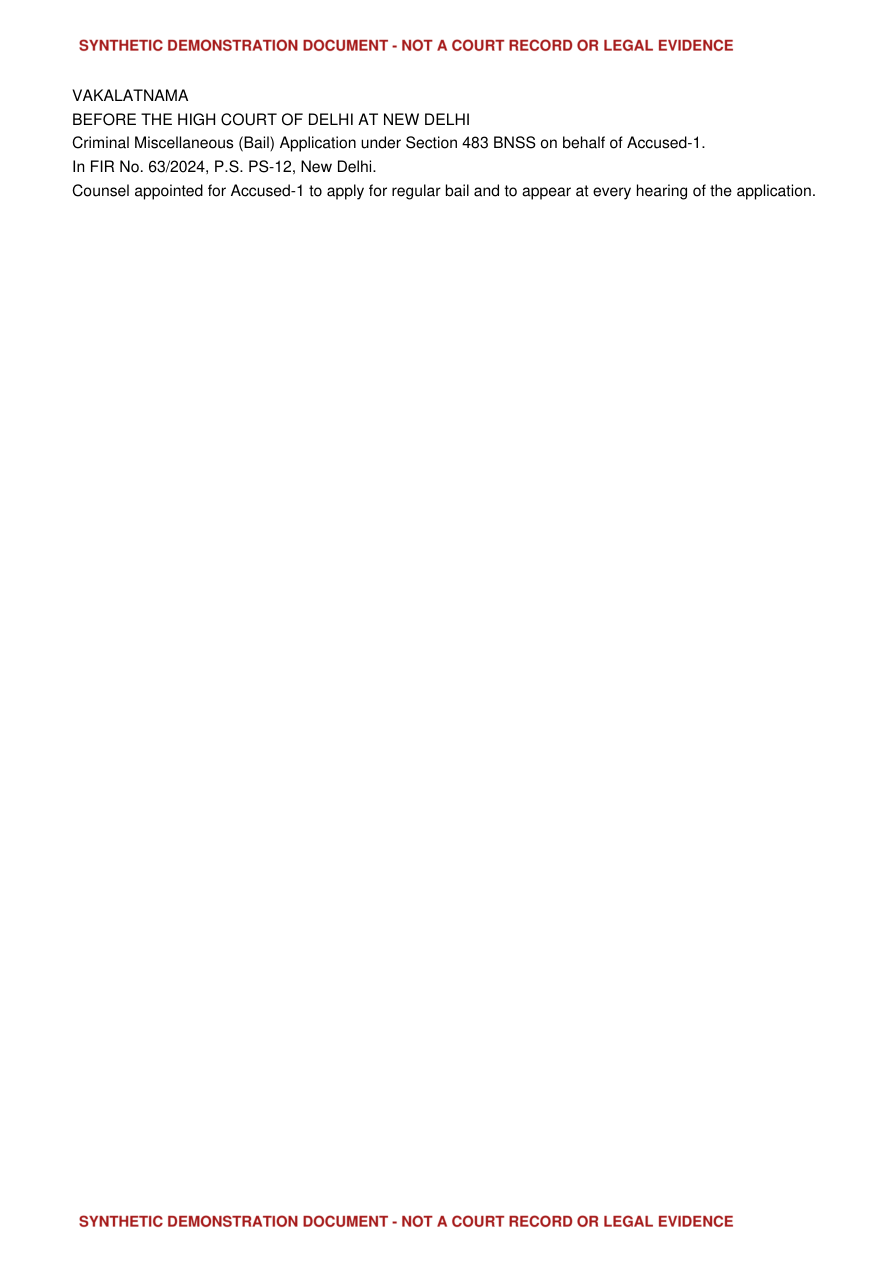 SYNTHETIC DEMONSTRATION DOCUMENT - NOT A COURT RECORD OR LEGAL EVIDENCE
VAKALATNAMA
BEFORE THE HIGH COURT OF DELHI AT NEW DELHI
Criminal Miscellaneous (Bail) Application under Section 483 BNSS on behalf of Accused-1.
In FIR No. 63/2024, P.S. PS-12, New Delhi.
Counsel appointed for Accused-1 to apply for regular bail and to appear at every hearing of the application.
SYNTHETIC DEMONSTRATION DOCUMENT - NOT A COURT RECORD OR LEGAL EVIDENCE